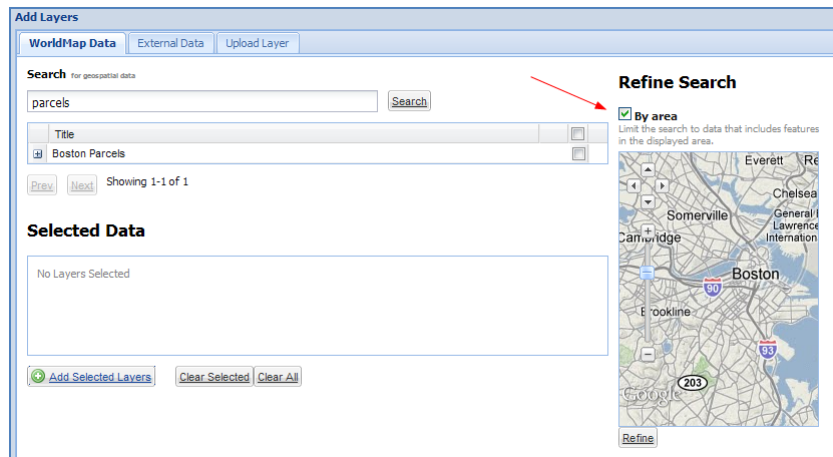 Add Layers
WorldMap Data External Data Upload Layer
Search for geospatial data
parcels Search
Title
Boston Parcels
Prev Next Showing 1-1 of 1
Selected Data
No Layers Selected
Add Selected Layers Clear Selected Clear All
Refine Search
By area
Limit the search to data that includes features
in the displayed area.
Everett Re
Chelsea
Somerville General
Lawrence
Cambridge International
Boston
90
Brookline
93
203
Google
Refine